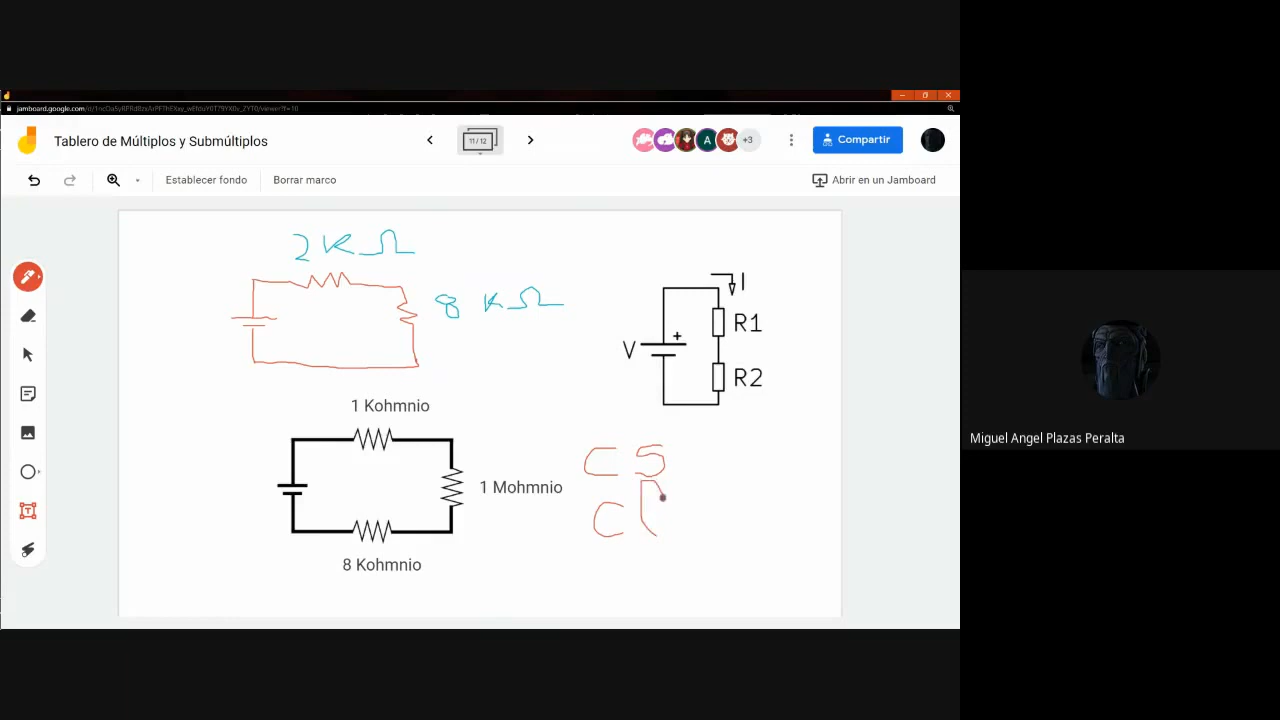 Tablero de Múltiplos y Submúltiplos
11 / 12
A
+3
Compartir
Establecer fondo
Borrar marco
Abrir en un Jamboard
2 K Ω
8 K Ω
I
R1
V
+
R2
1 Kohmnio
1 Mohmnio
8 Kohmnio
C S
C
T
Miguel Angel Plazas Peralta